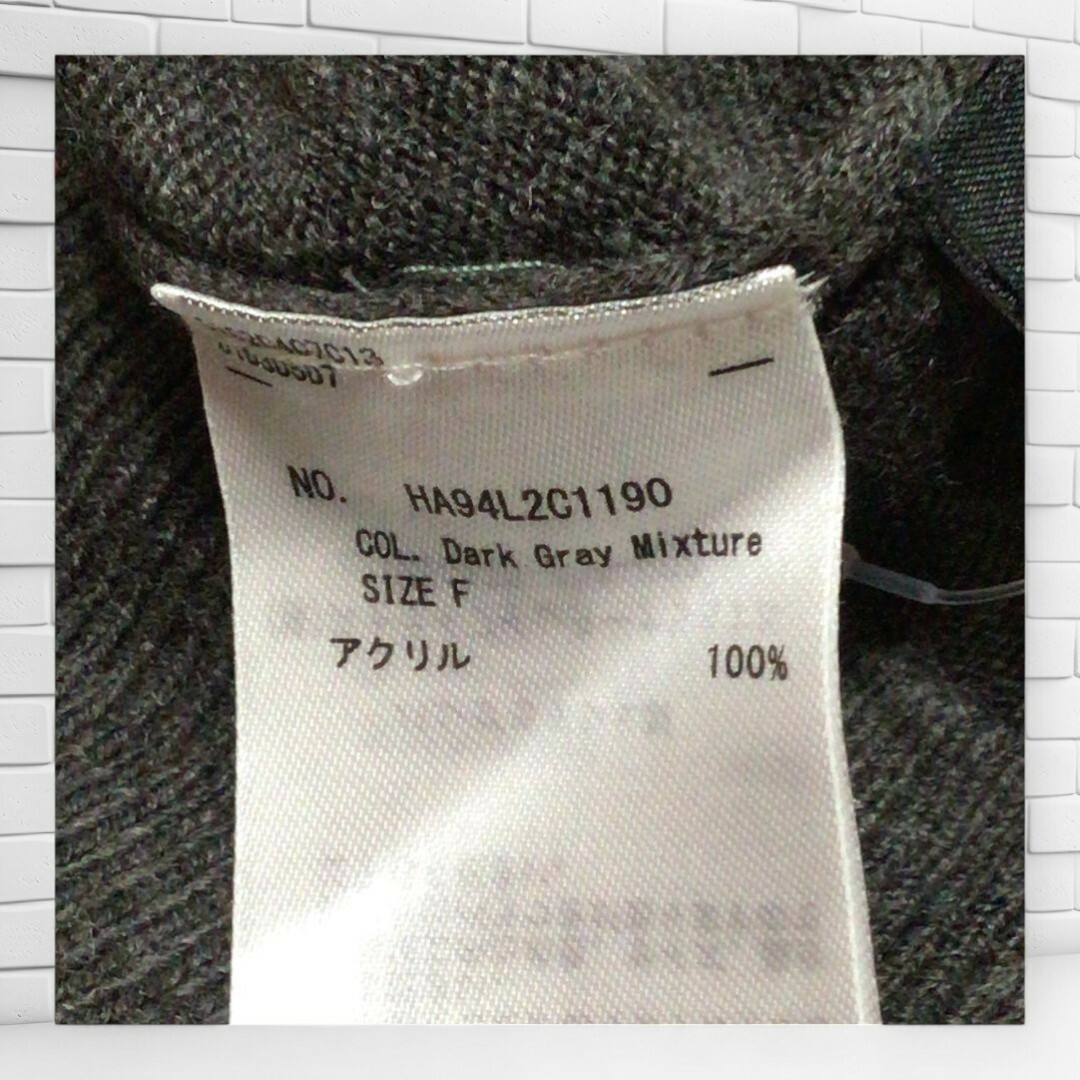 NO. HA94L2C1190
COL. Dark Gray Mixture
SIZE F
アクリル 100%